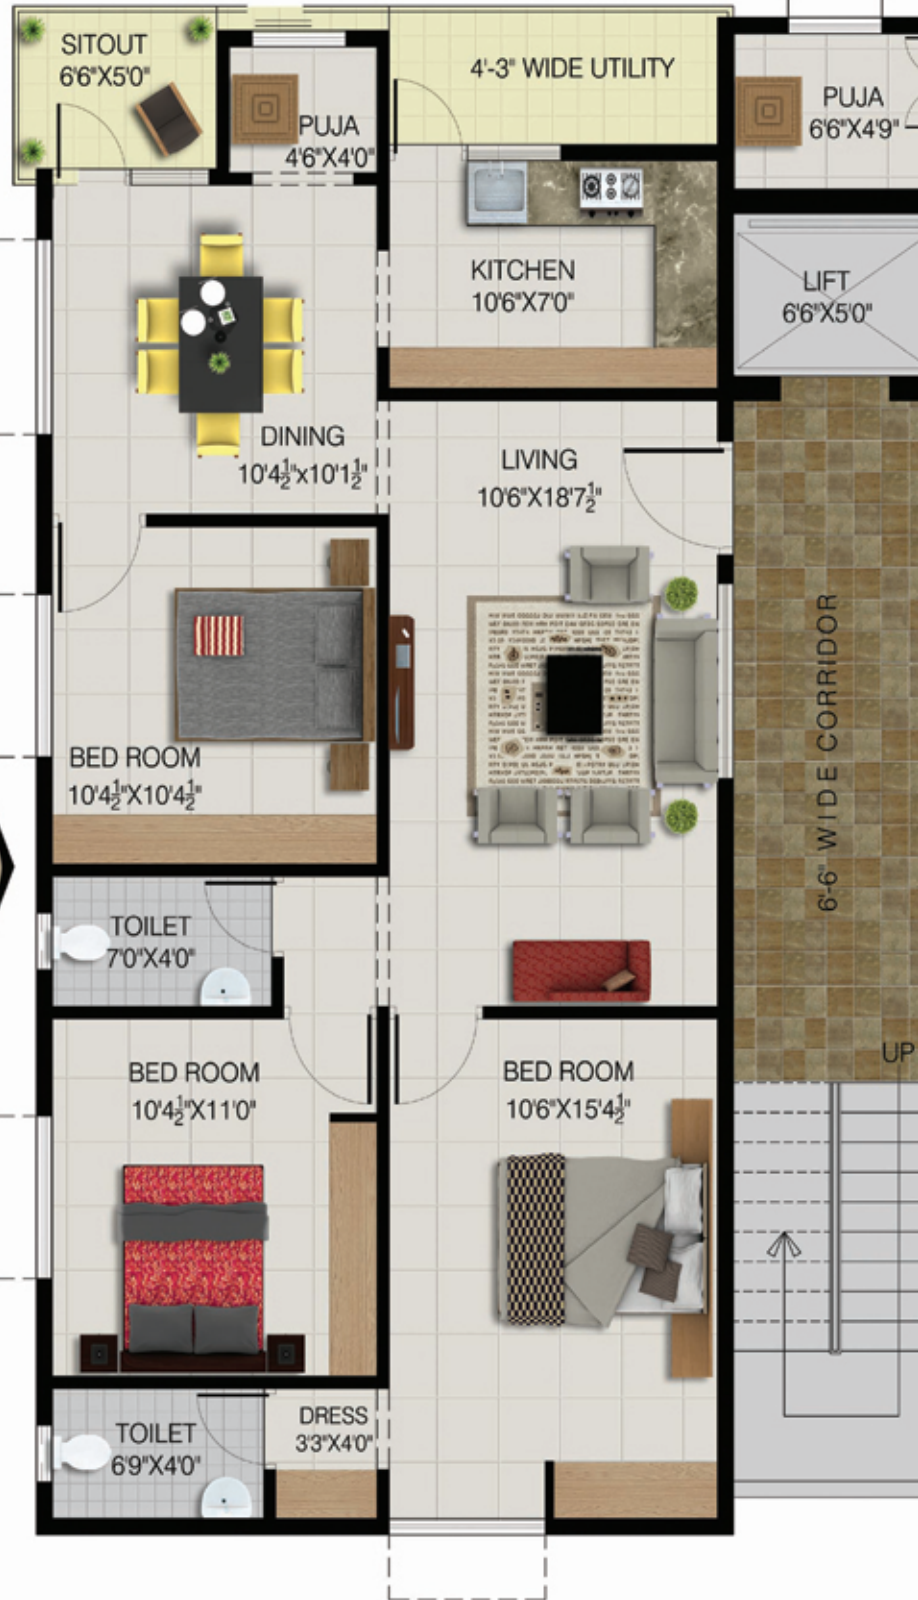 SITOUT
6'6"X5'0"
PUJA
4'6"X4'0"
4'-3" WIDE UTILITY
PUJA
6'6"X4'9"
KITCHEN
10'6"X7'0"
LIFT
6'6"X5'0"
DINING
10'4½"x10'1½"
LIVING
10'6"X18'7½"
BED ROOM
10'4½"X10'4½"
6'-6" WIDE CORRIDOR
TOILET
7'0"X4'0"
UP
BED ROOM
10'4½"X11'0"
BED ROOM
10'6"X15'4½"
TOILET
6'9"X4'0"
DRESS
3'3"X4'0"